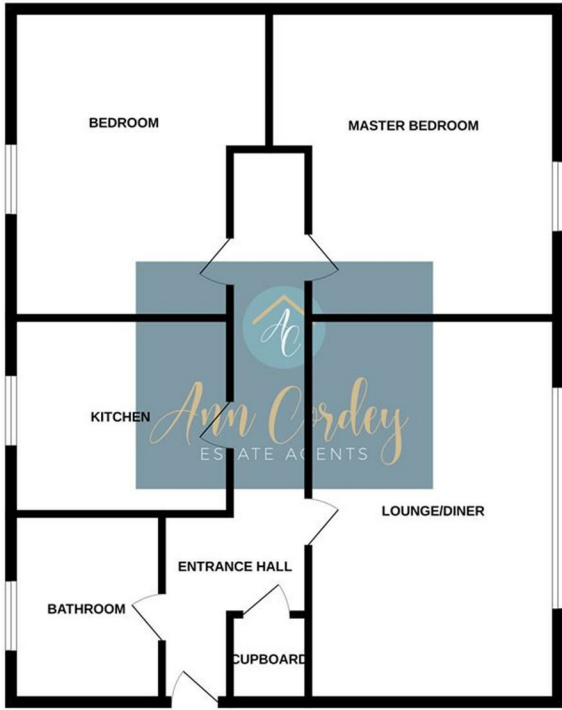 BEDROOM
MASTER BEDROOM
AC
KITCHEN
Ann Cordey
ESTATE AGENTS
LOUNGE/DINER
ENTRANCE HALL
BATHROOM
CUPBOARD